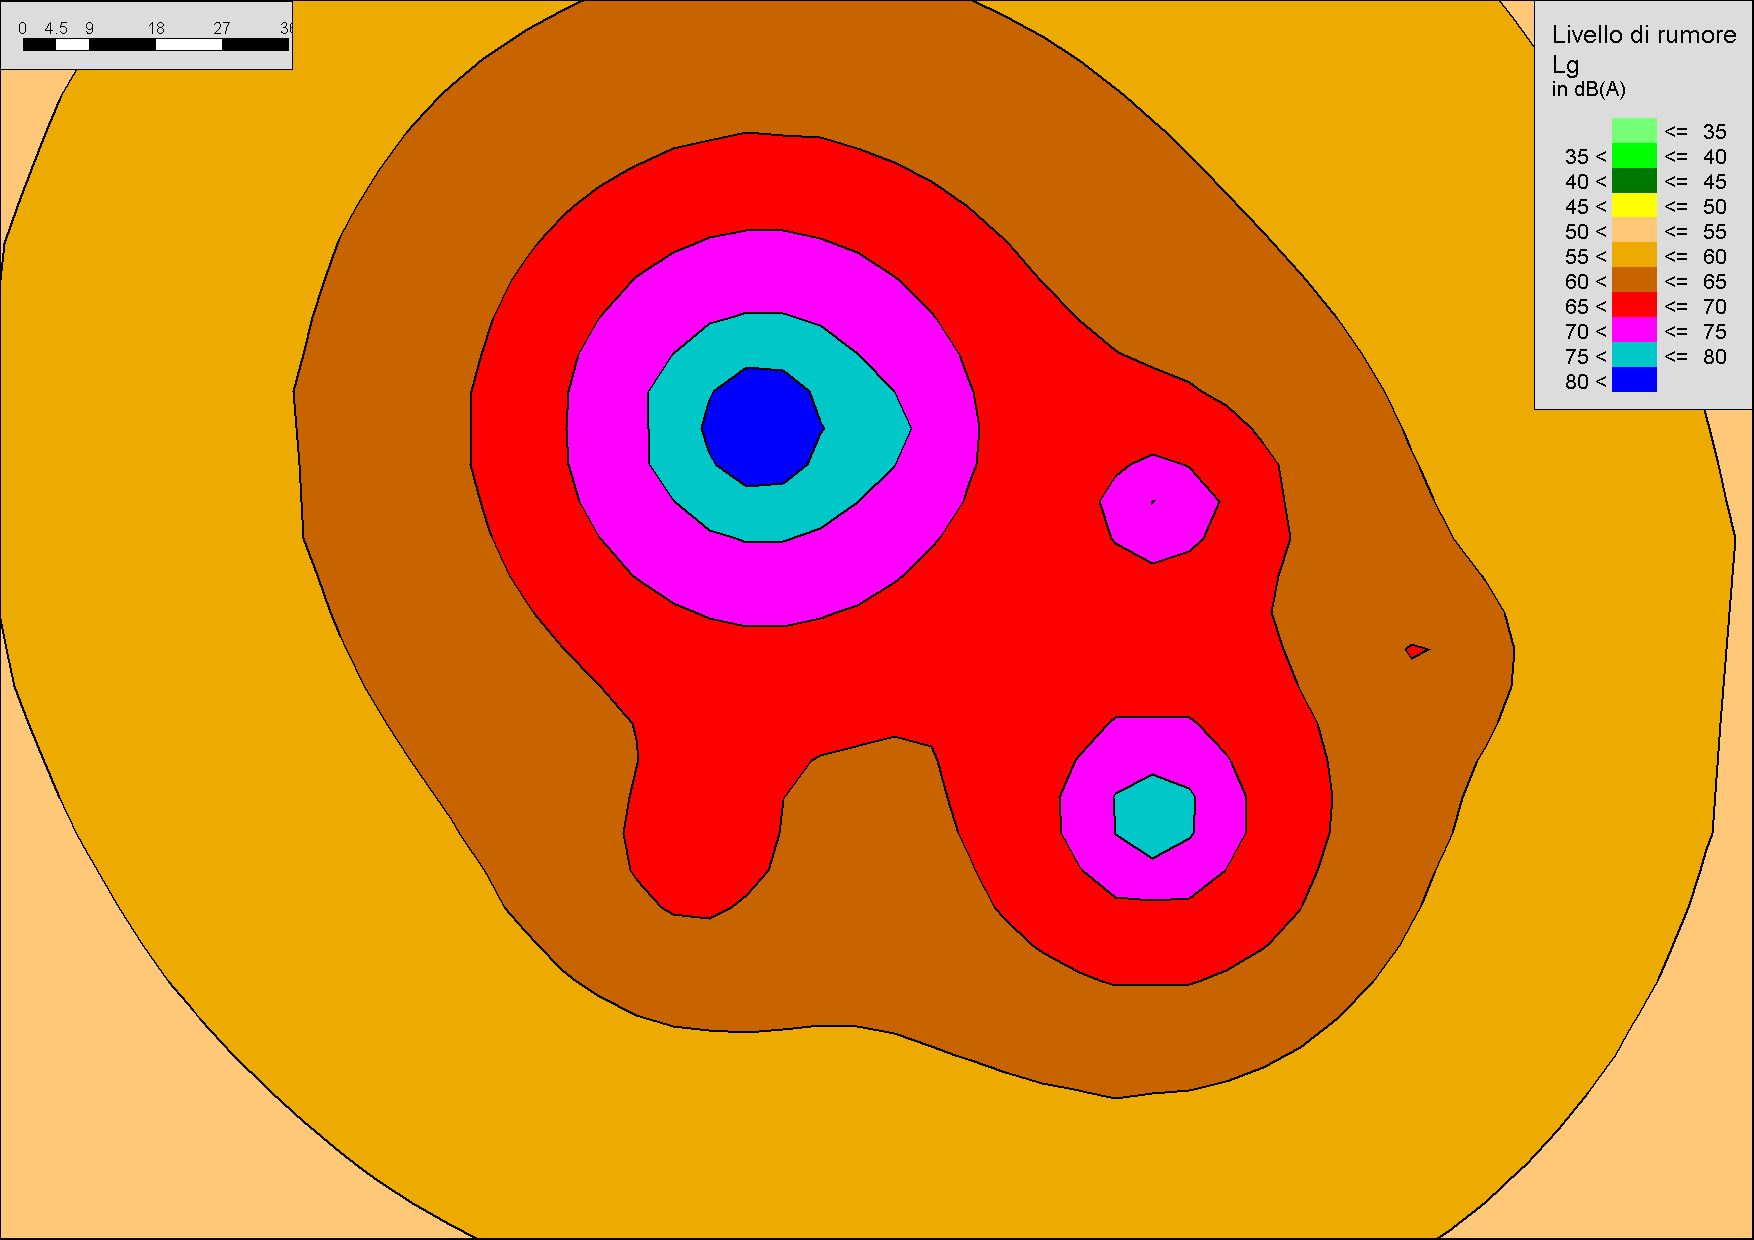 0 4.5 9 18 27
Livello di rumore
Lg
in dB(A)
<= 35
35 < <= 40
40 < <= 45
45 < <= 50
50 < <= 55
55 < <= 60
60 < <= 65
65 < <= 70
70 < <= 75
75 < <= 80
80 <